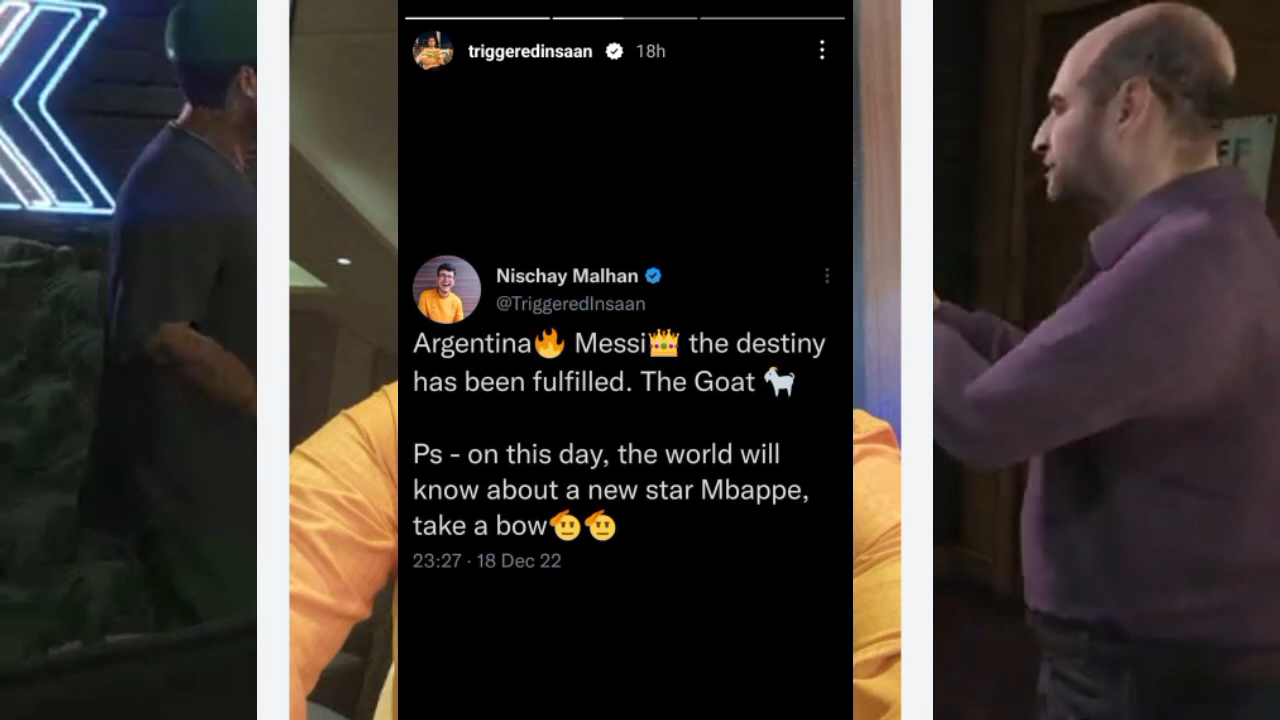 triggeredinsaan 18h
Nischay Malhan
@TriggeredInsaan
Argentina🔥 Messi👑 the destiny
has been fulfilled. The Goat 🐐
Ps - on this day, the world will
know about a new star Mbappe,
take a bow🫡🫡
23:27 · 18 Dec 22